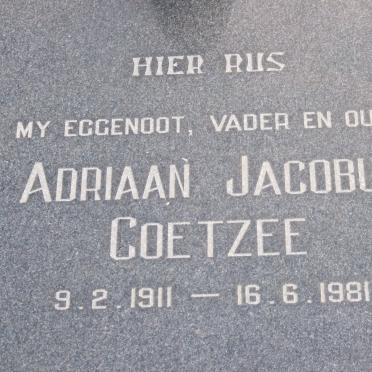 HIER RUS
MY EGGENOOT, VADER EN OU
ADRIAAN JACOBU
COETZEE
9.2.1911 — 16.6.1981